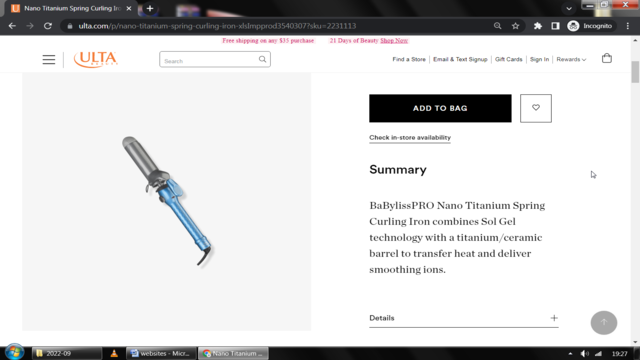 Nano Titanium Spring Curling Iron
ulta.com/p/nano-titanium-spring-curling-iron-xlsImpprod3540307?sku=2231113
Incognito
Free shipping on any $35 purchase 21 Days of Beauty Shop Now
ULTA
BEAUTY
Search
Find a Store
Email & Text Signup
Gift Cards
Sign In
Rewards
ADD TO BAG
Check in-store availability
Summary
BaBylissPRO Nano Titanium Spring
Curling Iron combines Sol Gel
technology with a titanium/ceramic
barrel to transfer heat and deliver
smoothing ions.
Details
2022-09
websites - Micr...
Nano Titanium ...
19:27